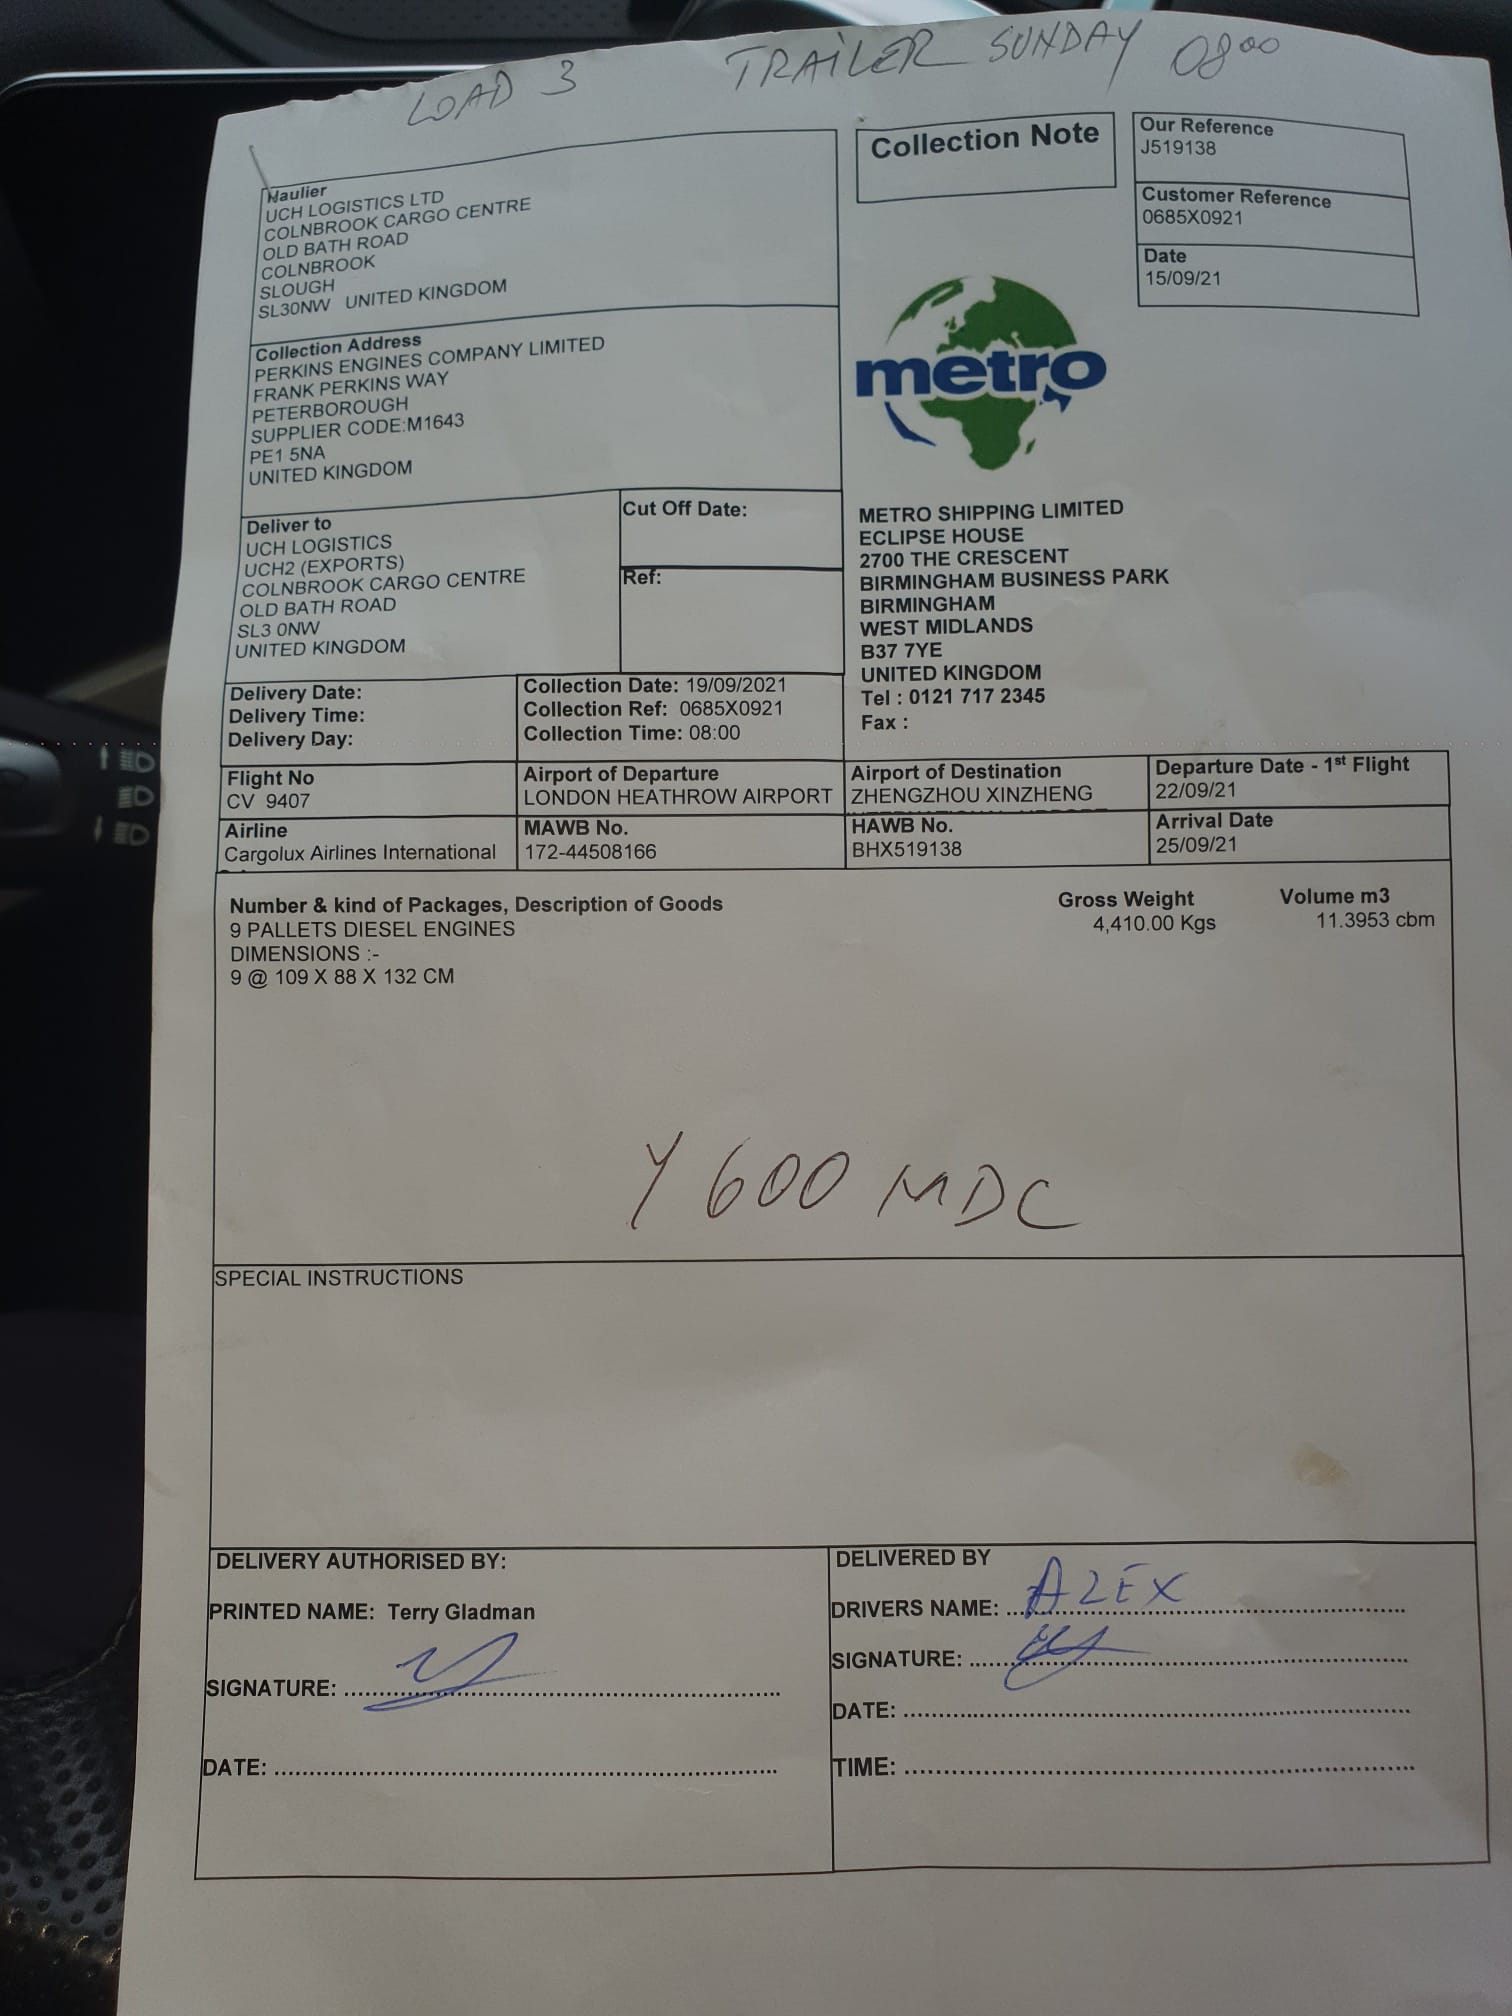 LOAD 3 TRAILER SUNDAY 08 00
Collection Note
Our Reference
J519138
Customer Reference
0685X0921
Date
15/09/21
Haulier
UCH LOGISTICS LTD
COLNBROOK CARGO CENTRE
OLD BATH ROAD
COLNBROOK
SLOUGH
SL30NW UNITED KINGDOM
Collection Address
PERKINS ENGINES COMPANY LIMITED
FRANK PERKINS WAY
PETERBOROUGH
SUPPLIER CODE:M1643
PE1 5NA
UNITED KINGDOM
metro
Deliver to
UCH LOGISTICS
UCH2 (EXPORTS)
COLNBROOK CARGO CENTRE
OLD BATH ROAD
SL3 0NW
UNITED KINGDOM
Cut Off Date:
Ref:
METRO SHIPPING LIMITED
ECLIPSE HOUSE
2700 THE CRESCENT
BIRMINGHAM BUSINESS PARK
BIRMINGHAM
WEST MIDLANDS
B37 7YE
UNITED KINGDOM
Tel : 0121 717 2345
Fax :
Delivery Date:
Delivery Time:
Delivery Day:
Collection Date: 19/09/2021
Collection Ref: 0685X0921
Collection Time: 08:00
Flight No
CV 9407
Airport of Departure
LONDON HEATHROW AIRPORT
Airport of Destination
ZHENGZHOU XINZHENG
Departure Date - 1st Flight
22/09/21
Airline
Cargolux Airlines International
MAWB No.
172-44508166
HAWB No.
BHX519138
Arrival Date
25/09/21
Number & kind of Packages, Description of Goods
9 PALLETS DIESEL ENGINES
DIMENSIONS :-
9 @ 109 X 88 X 132 CM
Gross Weight
4,410.00 Kgs
Volume m3
11.3953 cbm
Y 600 MDC
SPECIAL INSTRUCTIONS
DELIVERY AUTHORISED BY:
PRINTED NAME: Terry Gladman
SIGNATURE:
DATE:
DELIVERED BY
DRIVERS NAME: ALEX
SIGNATURE:
DATE:
TIME: